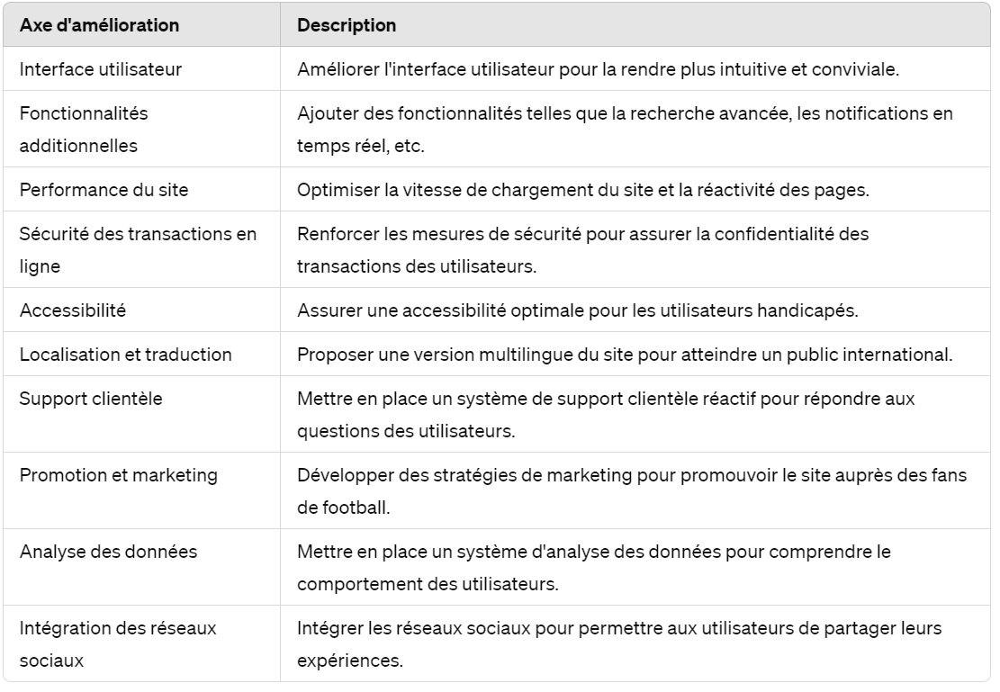 Axe d'amélioration
Description
Interface utilisateur
Améliorer l'interface utilisateur pour la rendre plus intuitive et conviviale.
Fonctionnalités
additionnelles
Ajouter des fonctionnalités telles que la recherche avancée, les notifications en
temps réel, etc.
Performance du site
Optimiser la vitesse de chargement du site et la réactivité des pages.
Sécurité des transactions en
ligne
Renforcer les mesures de sécurité pour assurer la confidentialité des
transactions des utilisateurs.
Accessibilité
Assurer une accessibilité optimale pour les utilisateurs handicapés.
Localisation et traduction
Proposer une version multilingue du site pour atteindre un public international.
Support clientèle
Mettre en place un système de support clientèle réactif pour répondre aux
questions des utilisateurs.
Promotion et marketing
Développer des stratégies de marketing pour promouvoir le site auprès des fans
de football.
Analyse des données
Mettre en place un système d'analyse des données pour comprendre le
comportement des utilisateurs.
Intégration des réseaux
sociaux
Intégrer les réseaux sociaux pour permettre aux utilisateurs de partager leurs
expériences.